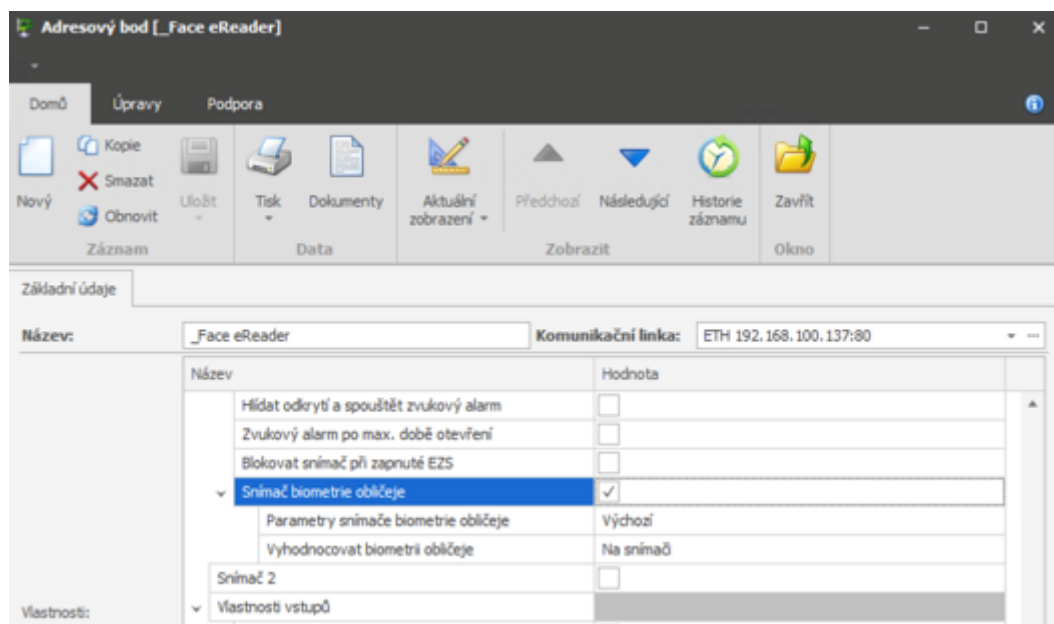 Adresový bod [_Face eReader]
Domů Úpravy Podpora
Nový
Kopie
Smazat
Obnovit
Uložit
Tisk
Dokumenty
Aktuální
zobrazení
Předchozí
Následující
Historie
záznamu
Zavřít
Záznam Data Zobrazit Okno
Základní údaje
Název: _Face eReader Komunikační linka: ETH 192.168.100.137:80
Název Hodnota
Hlídat odkrytí a spouštět zvukový alarm
Zvukový alarm po max. době otevření
Blokovat snímač při zapnuté EZS
Snímač biometrie obličeje
Parametry snímače biometrie obličeje Výchozí
Vyhodnocovat biometrii obličeje Na snímači
Snímač 2
Vlastnosti: Vlastnosti vstupů